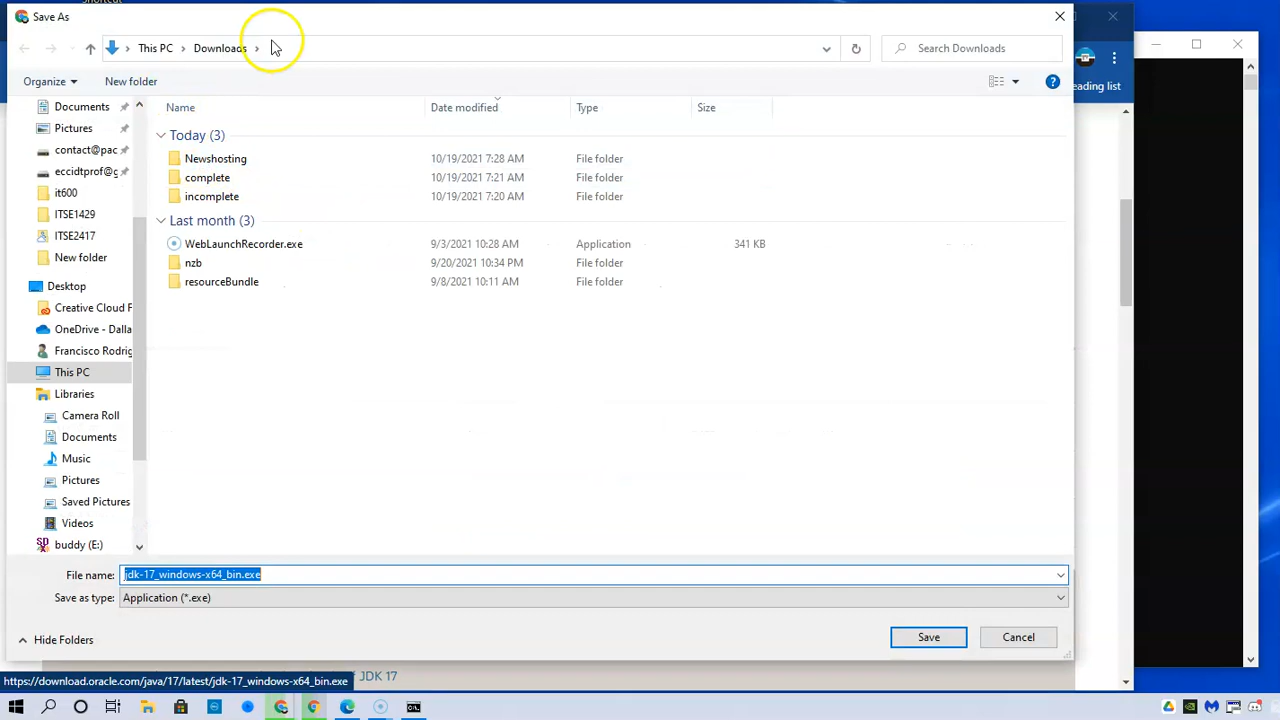 Save As
This PC
Downloads
Search Downloads
Organize
New folder
eading list
Name
Date modified
Type
Size
Documents
Pictures
contact@pac
eccidtprof@g
it600
ITSE1429
ITSE2417
New folder
Desktop
Creative Cloud F
OneDrive - Dalla
Francisco Rodrig
This PC
Libraries
Camera Roll
Documents
Music
Pictures
Saved Pictures
Videos
buddy (E:)
Today (3)
Newshosting 10/19/2021 7:28 AM File folder
complete 10/19/2021 7:21 AM File folder
incomplete 10/19/2021 7:20 AM File folder
Last month (3)
WebLaunchRecorder.exe 9/3/2021 10:28 AM Application 341 KB
nzb 9/20/2021 10:34 PM File folder
resourceBundle 9/8/2021 10:11 AM File folder
File name: jdk-17_windows-x64_bin.exe
Save as type: Application (*.exe)
Hide Folders
Save
Cancel
https://download.oracle.com/java/17/latest/jdk-17_windows-x64_bin.exe
JDK 17